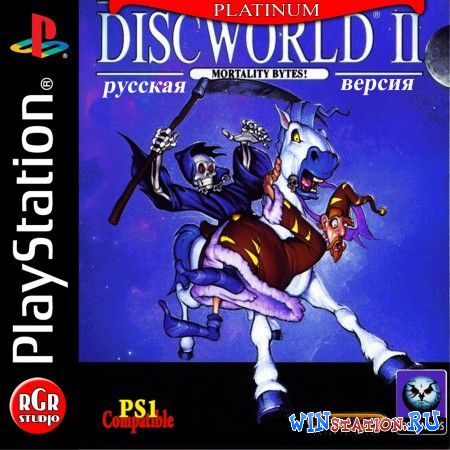 PLATINUM
DISCWORLD II
MORTALITY BYTES!
русская версия
PlayStation®
RGR
STUDIO
PS1
Compatible
WINSTATION.RU